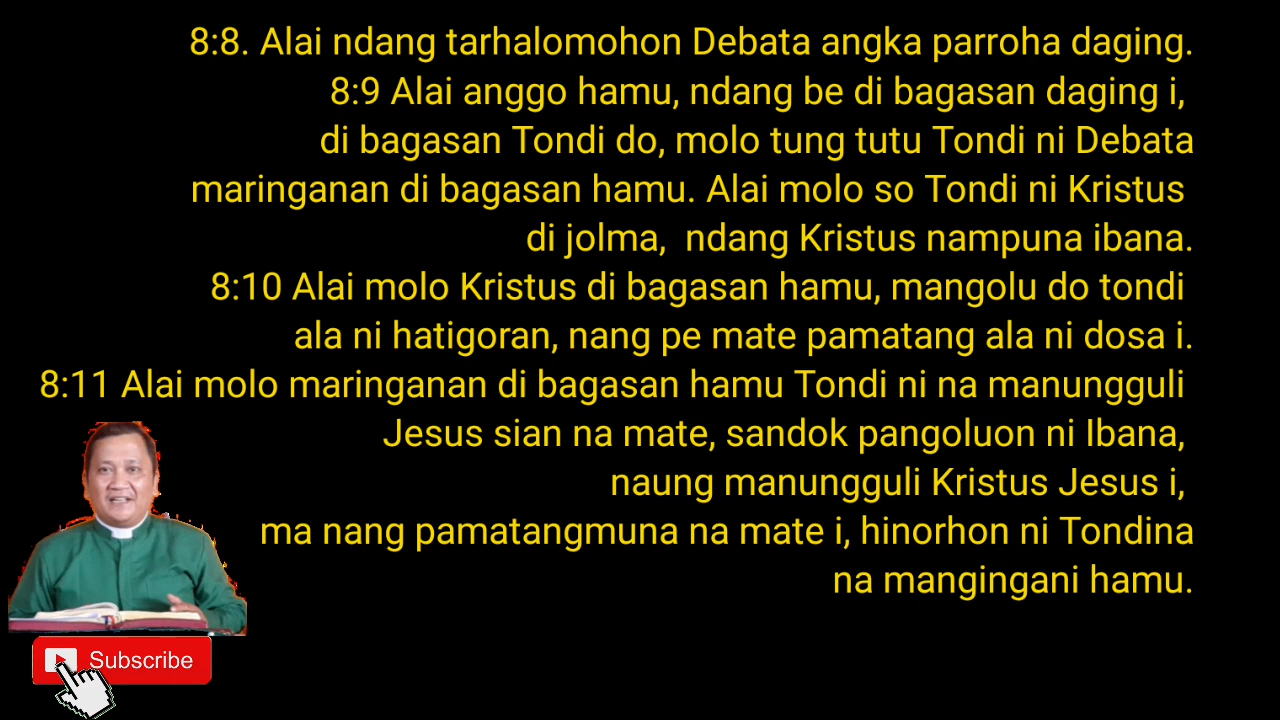 8:8. Alai ndang tarhalomohon Debata angka parroha daging.
8:9 Alai anggo hamu, ndang be di bagasan daging i,
di bagasan Tondi do, molo tung tutu Tondi ni Debata
maringanan di bagasan hamu. Alai molo so Tondi ni Kristus
di jolma, ndang Kristus nampuna ibana.
8:10 Alai molo Kristus di bagasan hamu, mangolu do tondi
ala ni hatigoran, nang pe mate pamatang ala ni dosa i.
8:11 Alai molo maringanan di bagasan hamu Tondi ni na manungguli
Jesus sian na mate, sandok pangoluon ni Ibana,
naung manungguli Kristus Jesus i,
ma nang pamatangmuna na mate i, hinorhon ni Tondina
na mangingani hamu.
Subscribe